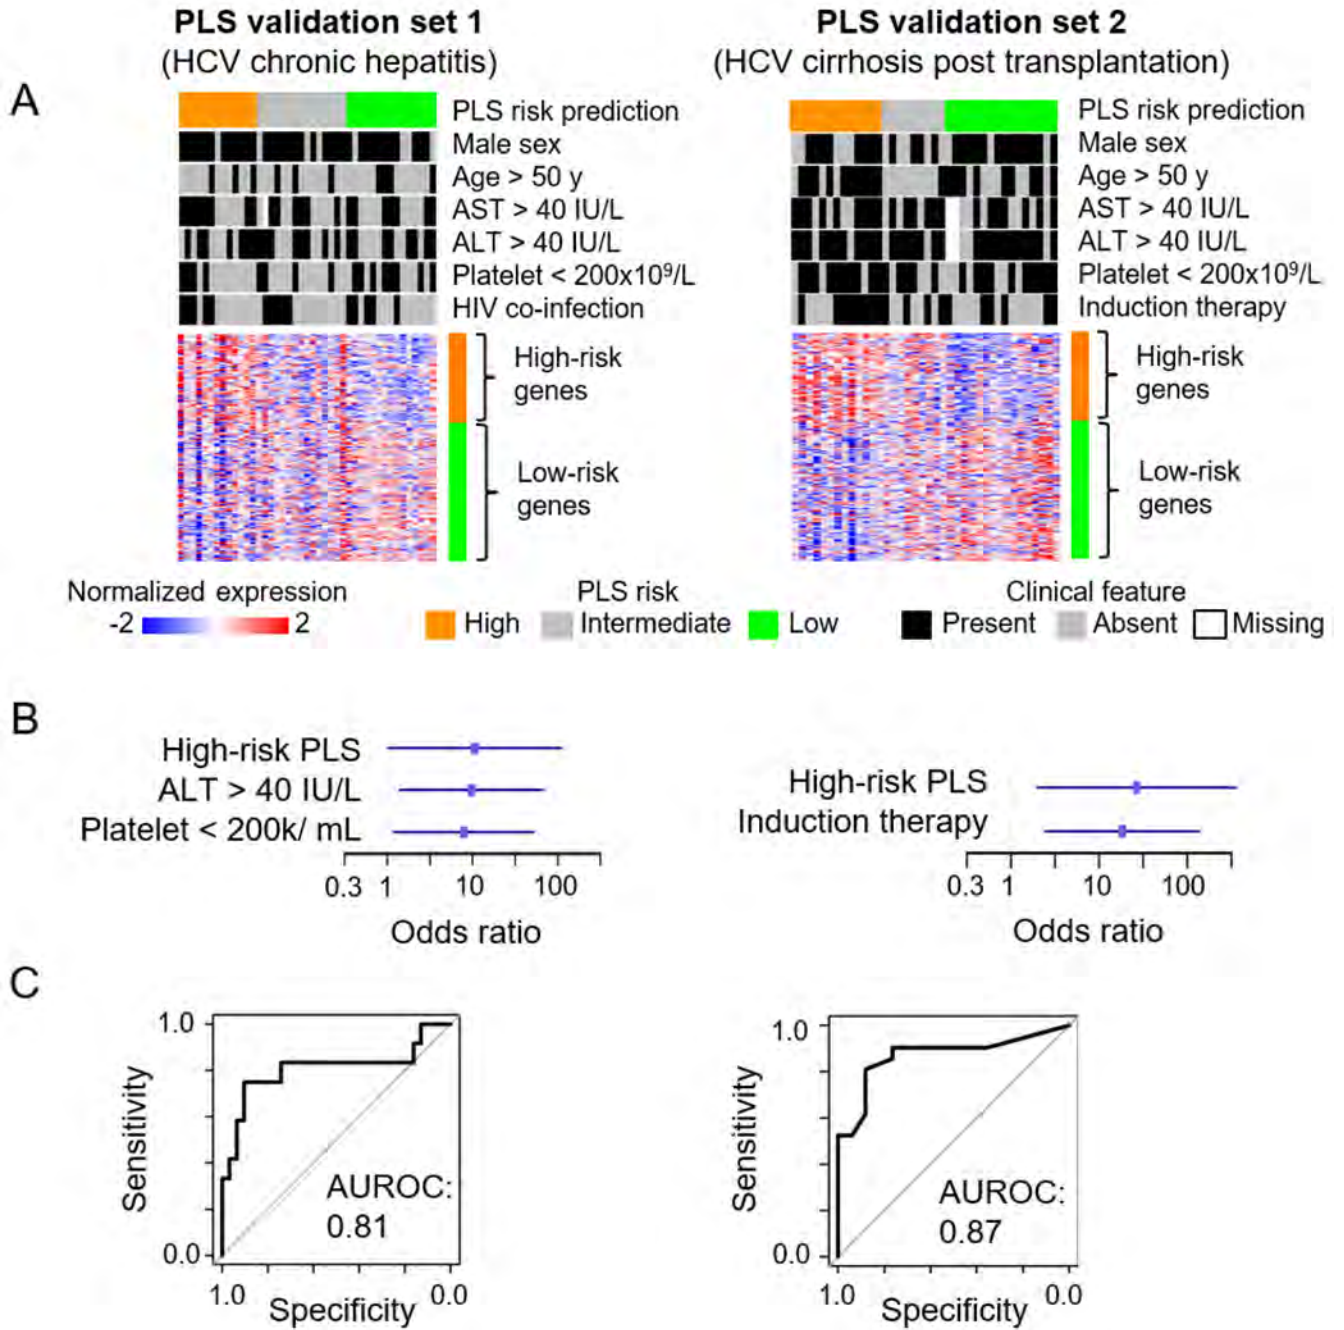 PLS validation set 1
(HCV chronic hepatitis)
PLS validation set 2
(HCV cirrhosis post transplantation)
A
PLS risk prediction
Male sex
Age > 50 y
AST > 40 IU/L
ALT > 40 IU/L
Platelet < 200x10⁹/L
HIV co-infection
High-risk
genes
Low-risk
genes
PLS risk prediction
Male sex
Age > 50 y
AST > 40 IU/L
ALT > 40 IU/L
Platelet < 200x10⁹/L
Induction therapy
High-risk
genes
Low-risk
genes
Normalized expression
-2 2
PLS risk
High Intermediate Low
Clinical feature
Present Absent Missing
B
High-risk PLS
ALT > 40 IU/L
Platelet < 200k/ mL
0.3 1 10 100
Odds ratio
High-risk PLS
Induction therapy
0.3 1 10 100
Odds ratio
C
Sensitivity
1.0
0.0
AUROC:
0.81
1.0 0.0
Specificity
Sensitivity
1.0
0.0
AUROC:
0.87
1.0 0.0
Specificity